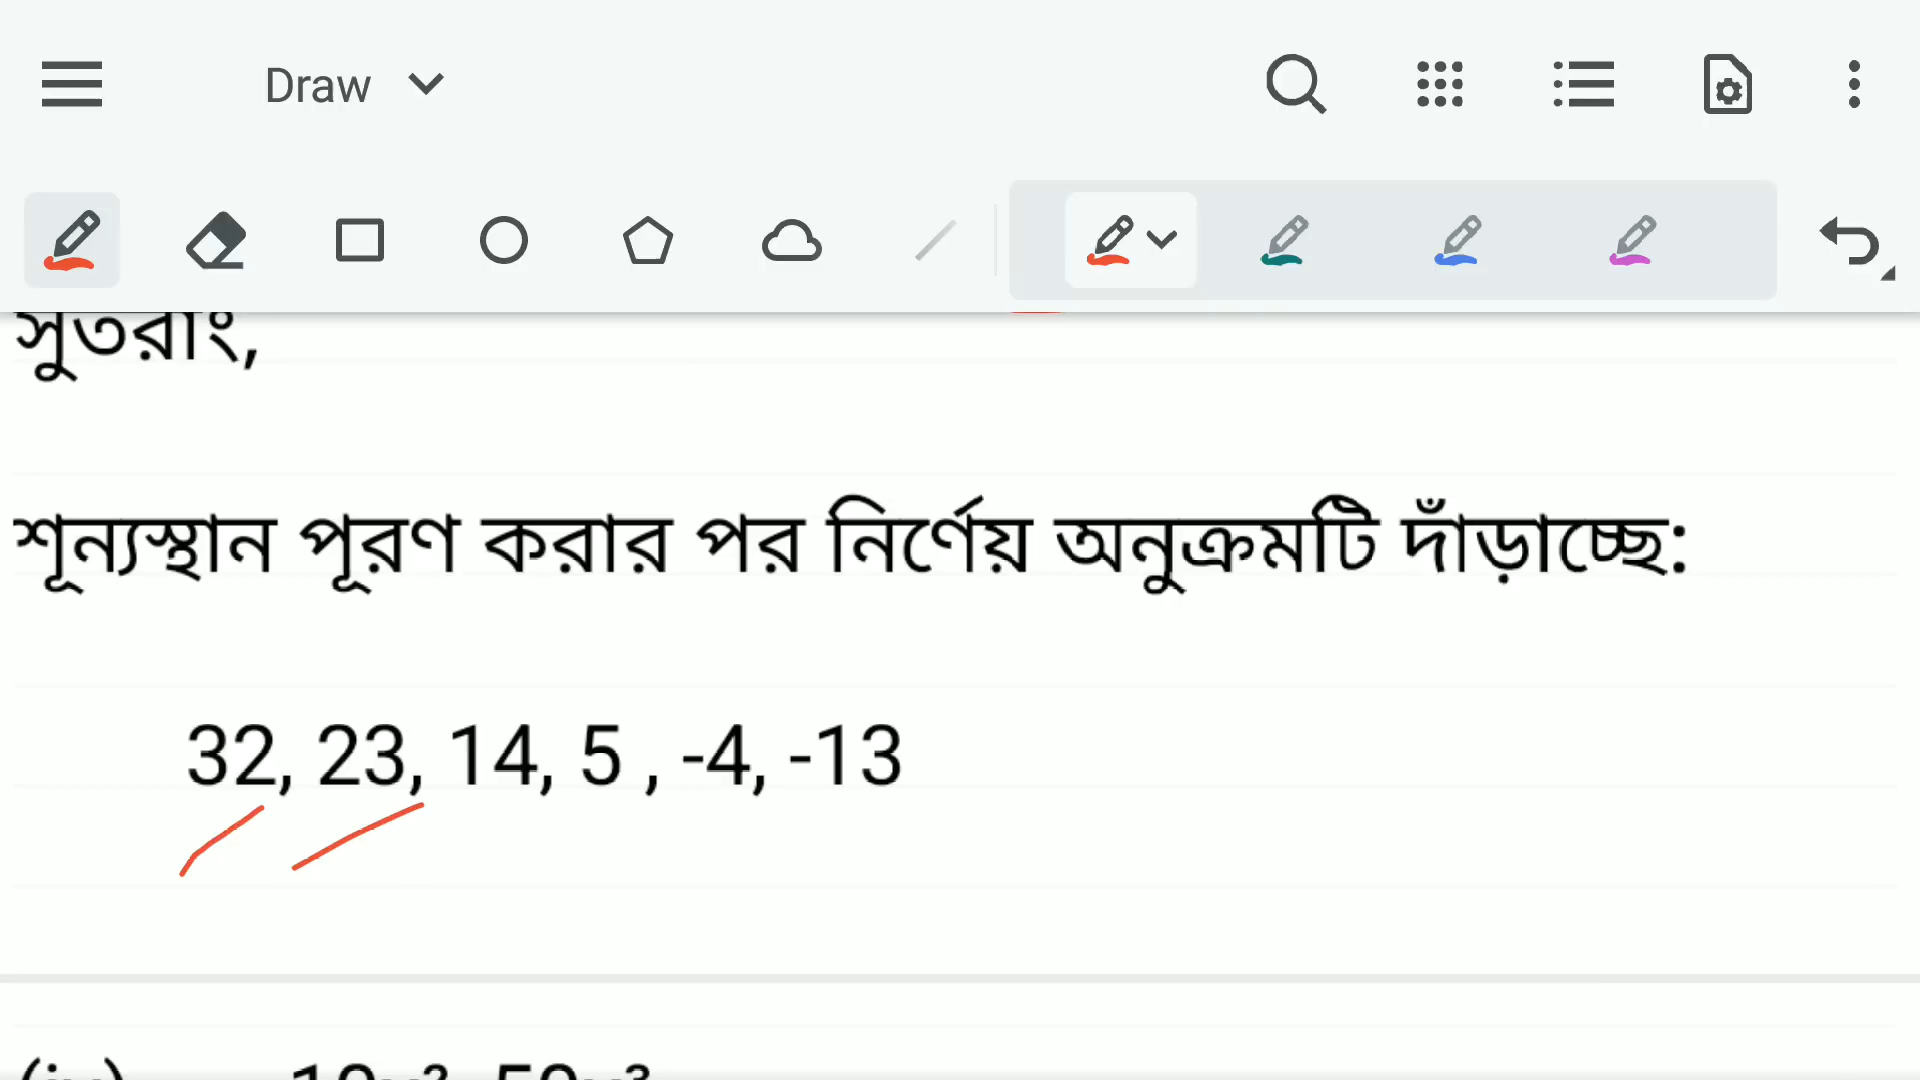 Draw
সুতরাং,
শূন্যস্থান পূরণ করার পর নির্ণেয় অনুক্রমটি দাঁড়াচ্ছে:
32, 23, 14, 5 , -4, -13